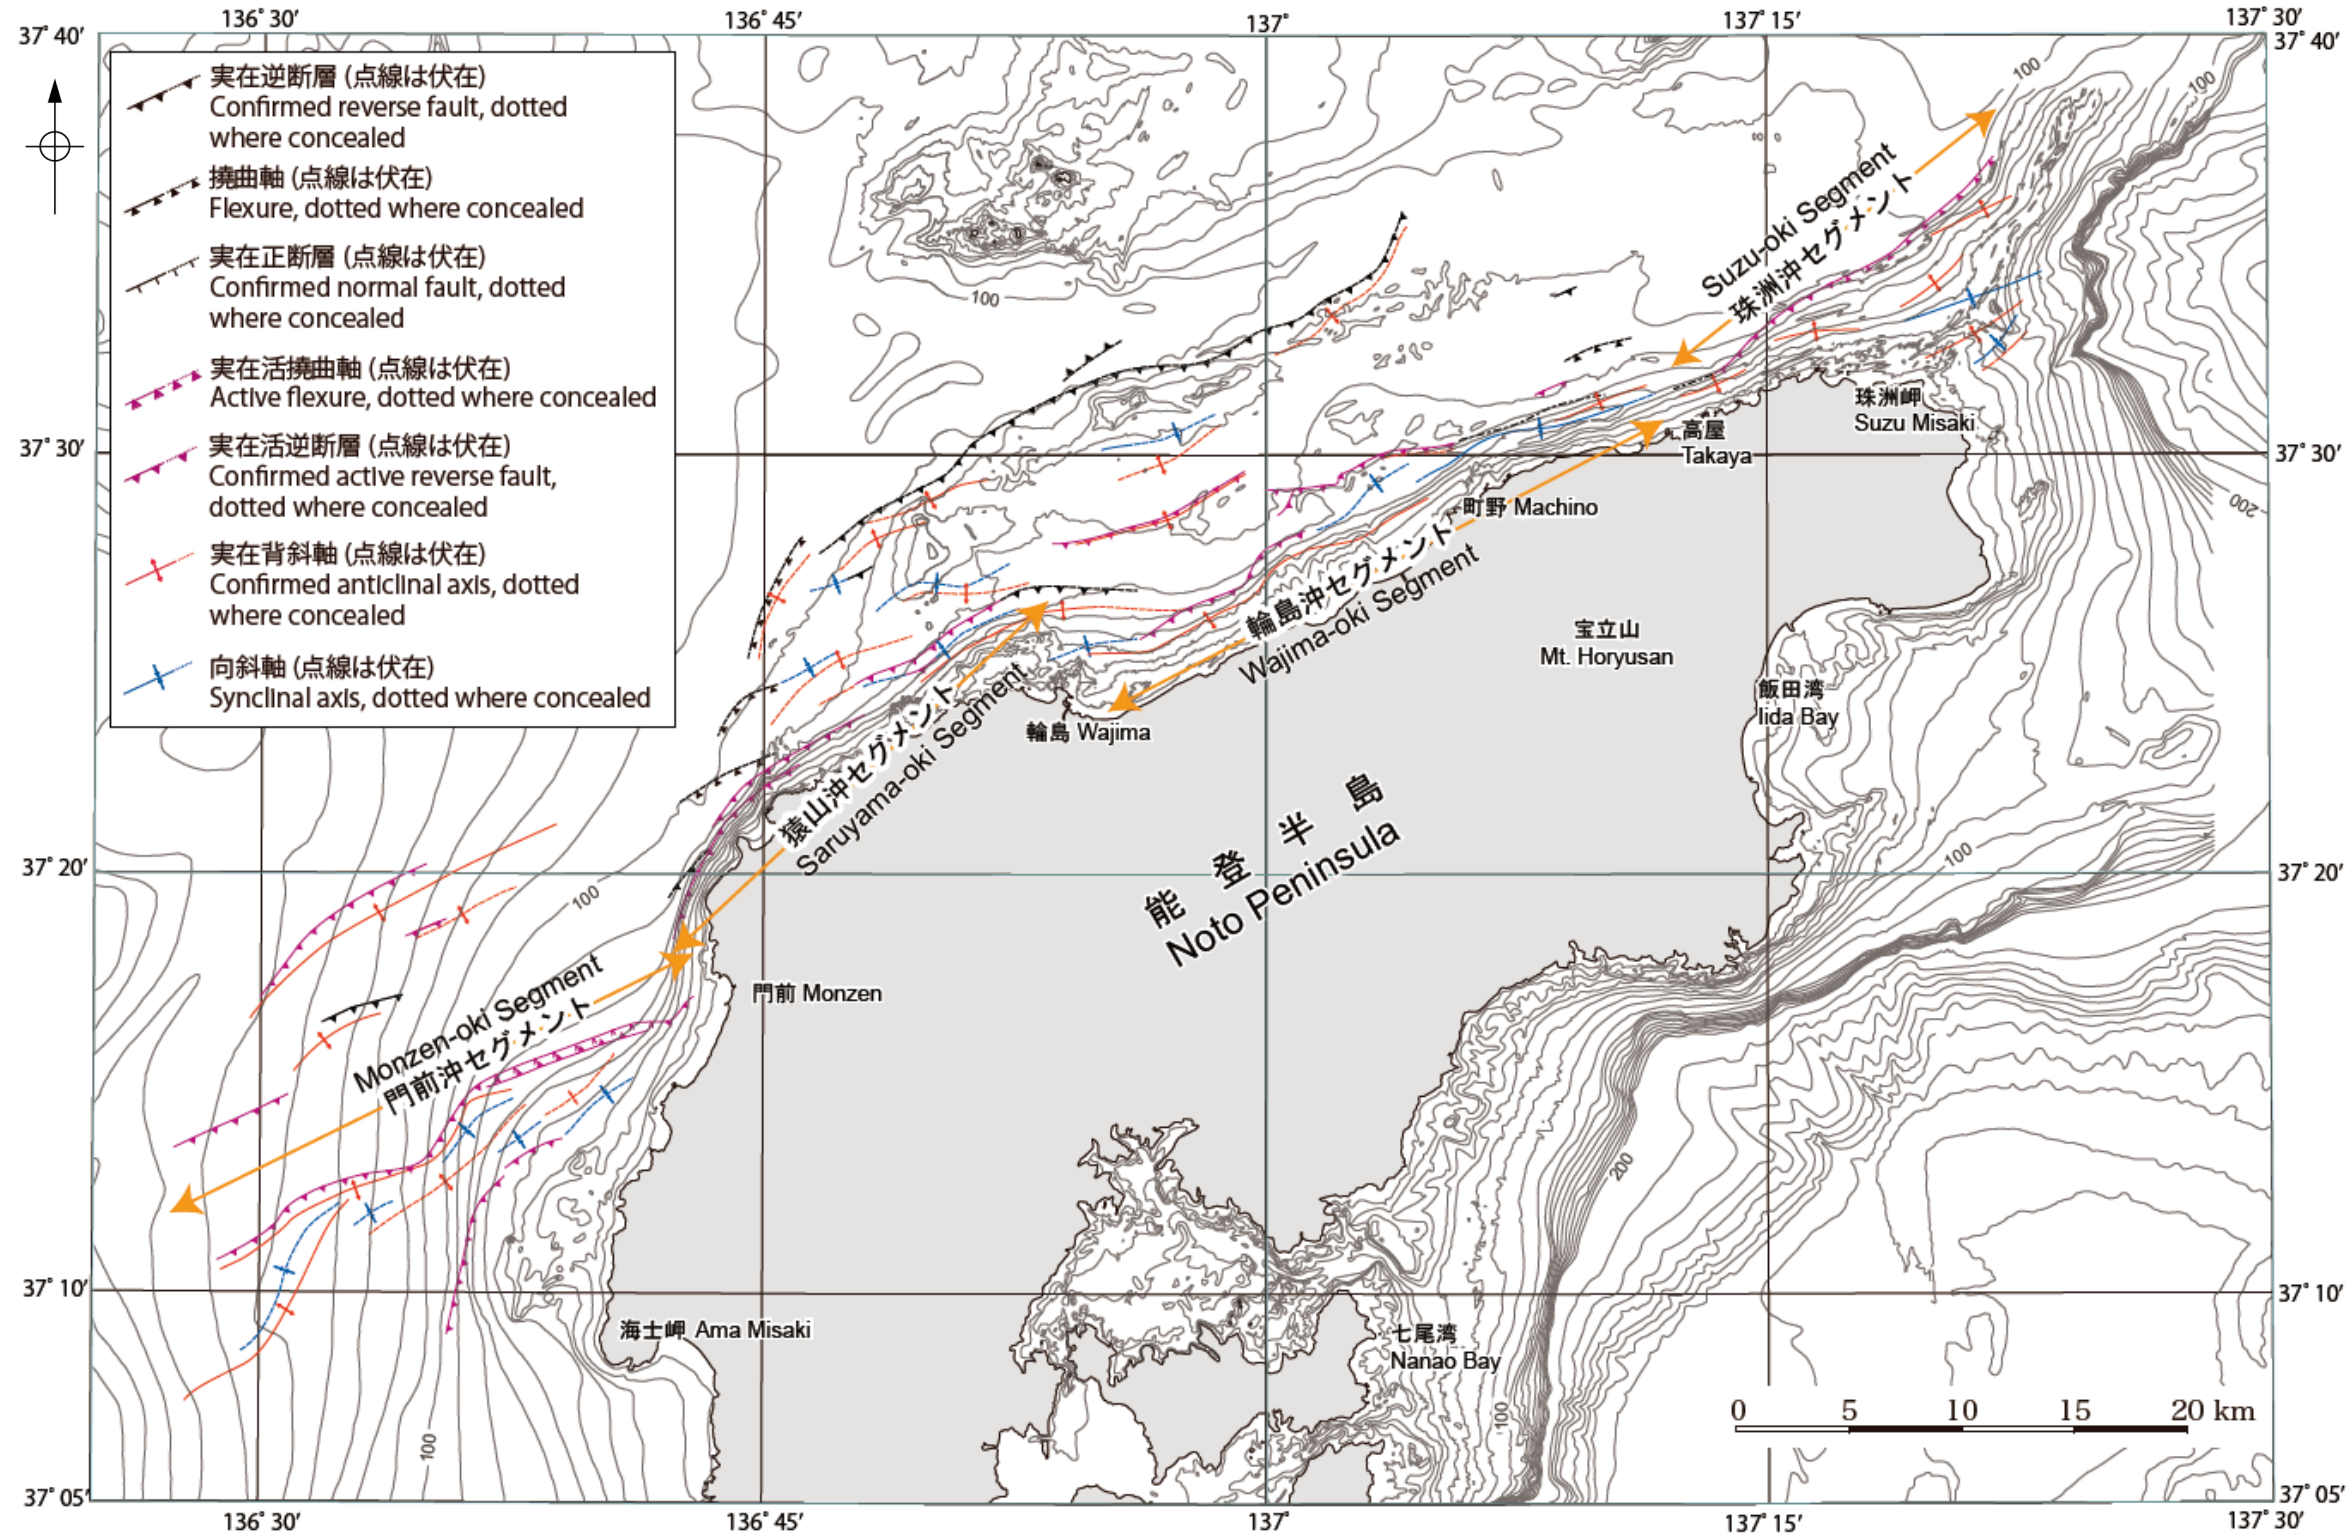 136˚ 30′
136˚ 45′
137˚
137˚ 15′
137˚ 30′
37˚ 40′
37˚ 40′
実在逆断層 (点線は伏在)
Confirmed reverse fault, dotted
where concealed
撓曲軸 (点線は伏在)
Flexure, dotted where concealed
実在正断層 (点線は伏在)
Confirmed normal fault, dotted
where concealed
実在活撓曲軸 (点線は伏在)
Active flexure, dotted where concealed
実在活逆断層 (点線は伏在)
Confirmed active reverse fault,
dotted where concealed
実在背斜軸 (点線は伏在)
Confirmed anticlinal axis, dotted
where concealed
向斜軸 (点線は伏在)
Synclinal axis, dotted where concealed
100
100
100
Suzu-oki Segment
珠洲沖セグメント
珠洲岬
Suzu Misaki
高屋
Takaya
37˚ 30′
37˚ 30′
200
町野 Machino
輪島沖セグメント
Wajima-oki Segment
宝立山
Mt. Horyusan
飯田湾
Iida Bay
輪島 Wajima
猿山沖セグメント
Saruyama-oki Segment
能登半島
Noto Peninsula
37˚ 20′
37˚ 20′
100
100
Monzen-oki Segment
門前沖セグメント
門前 Monzen
200
37˚ 10′
37˚ 10′
海士岬 Ama Misaki
七尾湾
Nanao Bay
100
100
0 5 10 15 20 km
37˚ 05′
37˚ 05′
136˚ 30′
136˚ 45′
137˚
137˚ 15′
137˚ 30′